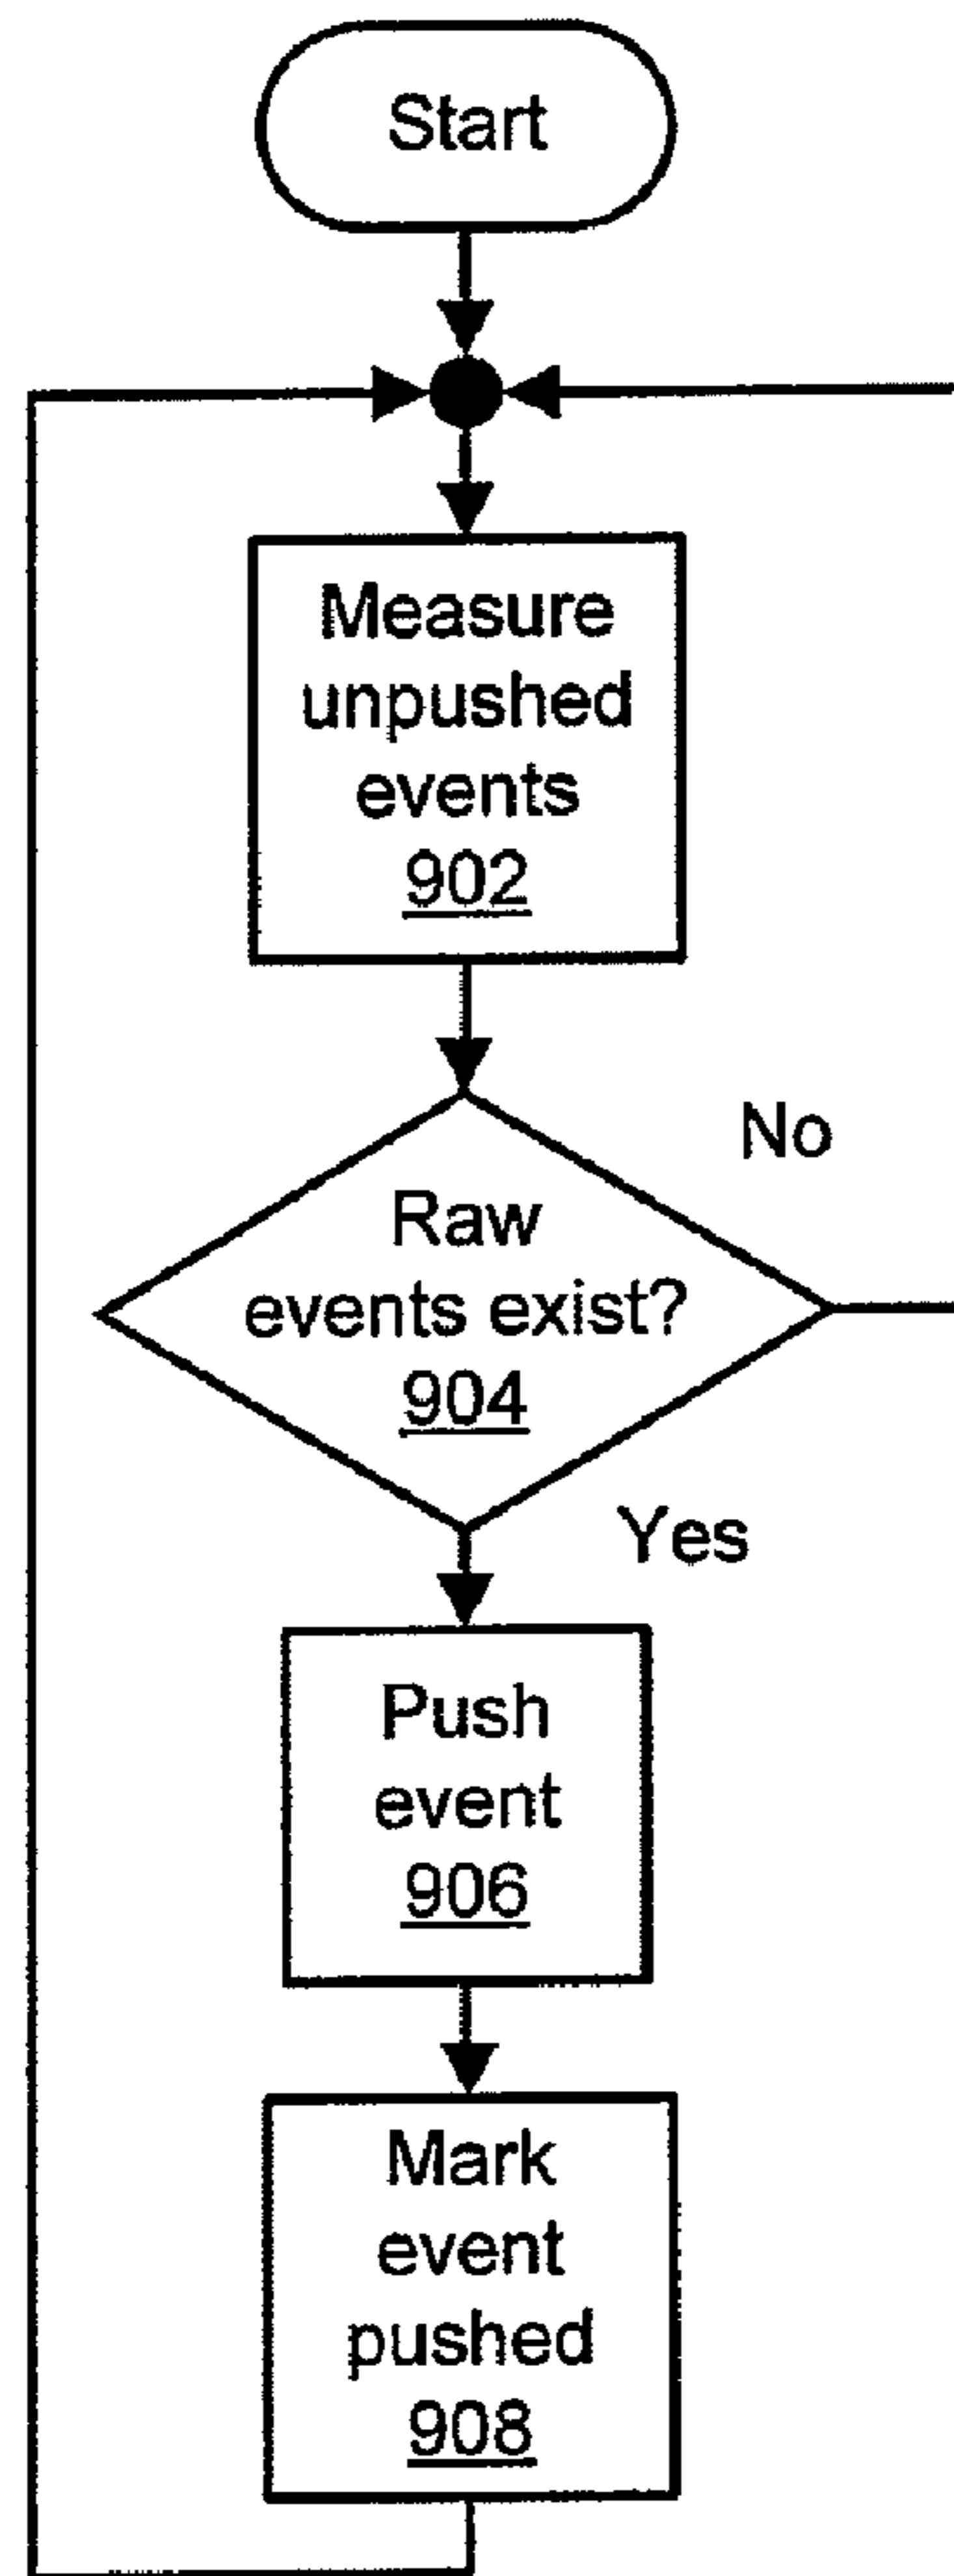 Start
Measure
unpushed
events
902
No
Raw
events exist?
904
Yes
Push
event
906
Mark
event
pushed
908